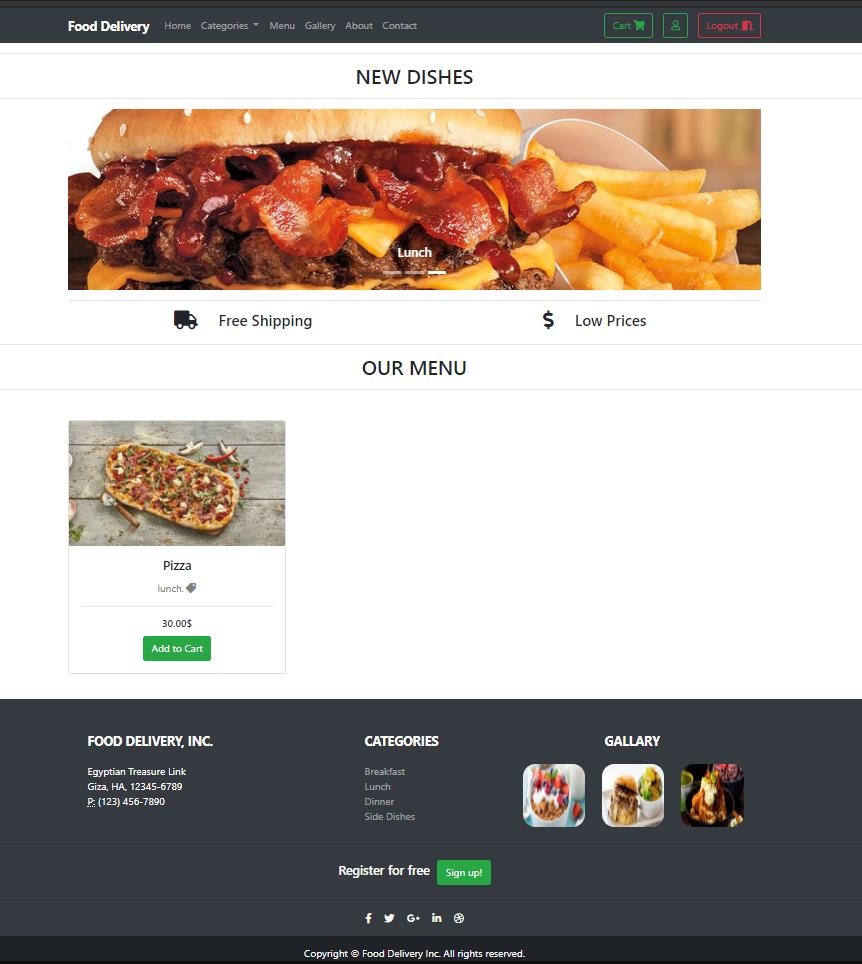 Food Delivery Home Categories Menu Gallery About Contact Cart Logout
NEW DISHES
Lunch
Free Shipping Low Prices
OUR MENU
Pizza
lunch.
30.00$
Add to Cart
FOOD DELIVERY, INC.
Egyptian Treasure Link
Giza, HA, 12345-6789
P: (123) 456-7890
CATEGORIES
Breakfast
Lunch
Dinner
Side Dishes
GALLARY
Register for free Sign up!
Copyright © Food Delivery Inc. All rights reserved.